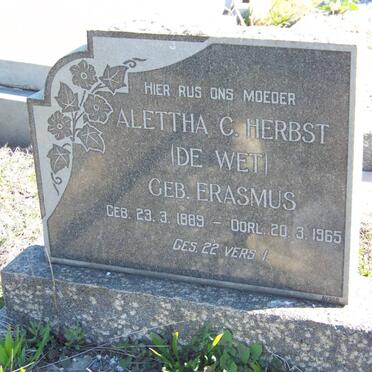 HIER RUS ONS MOEDER
ALETTHA C. HERBST
(DE WET)
GEB. ERASMUS
GEB. 23. 3. 1889 - OORL. 20. 3. 1965
GES. 22 VERS 1.